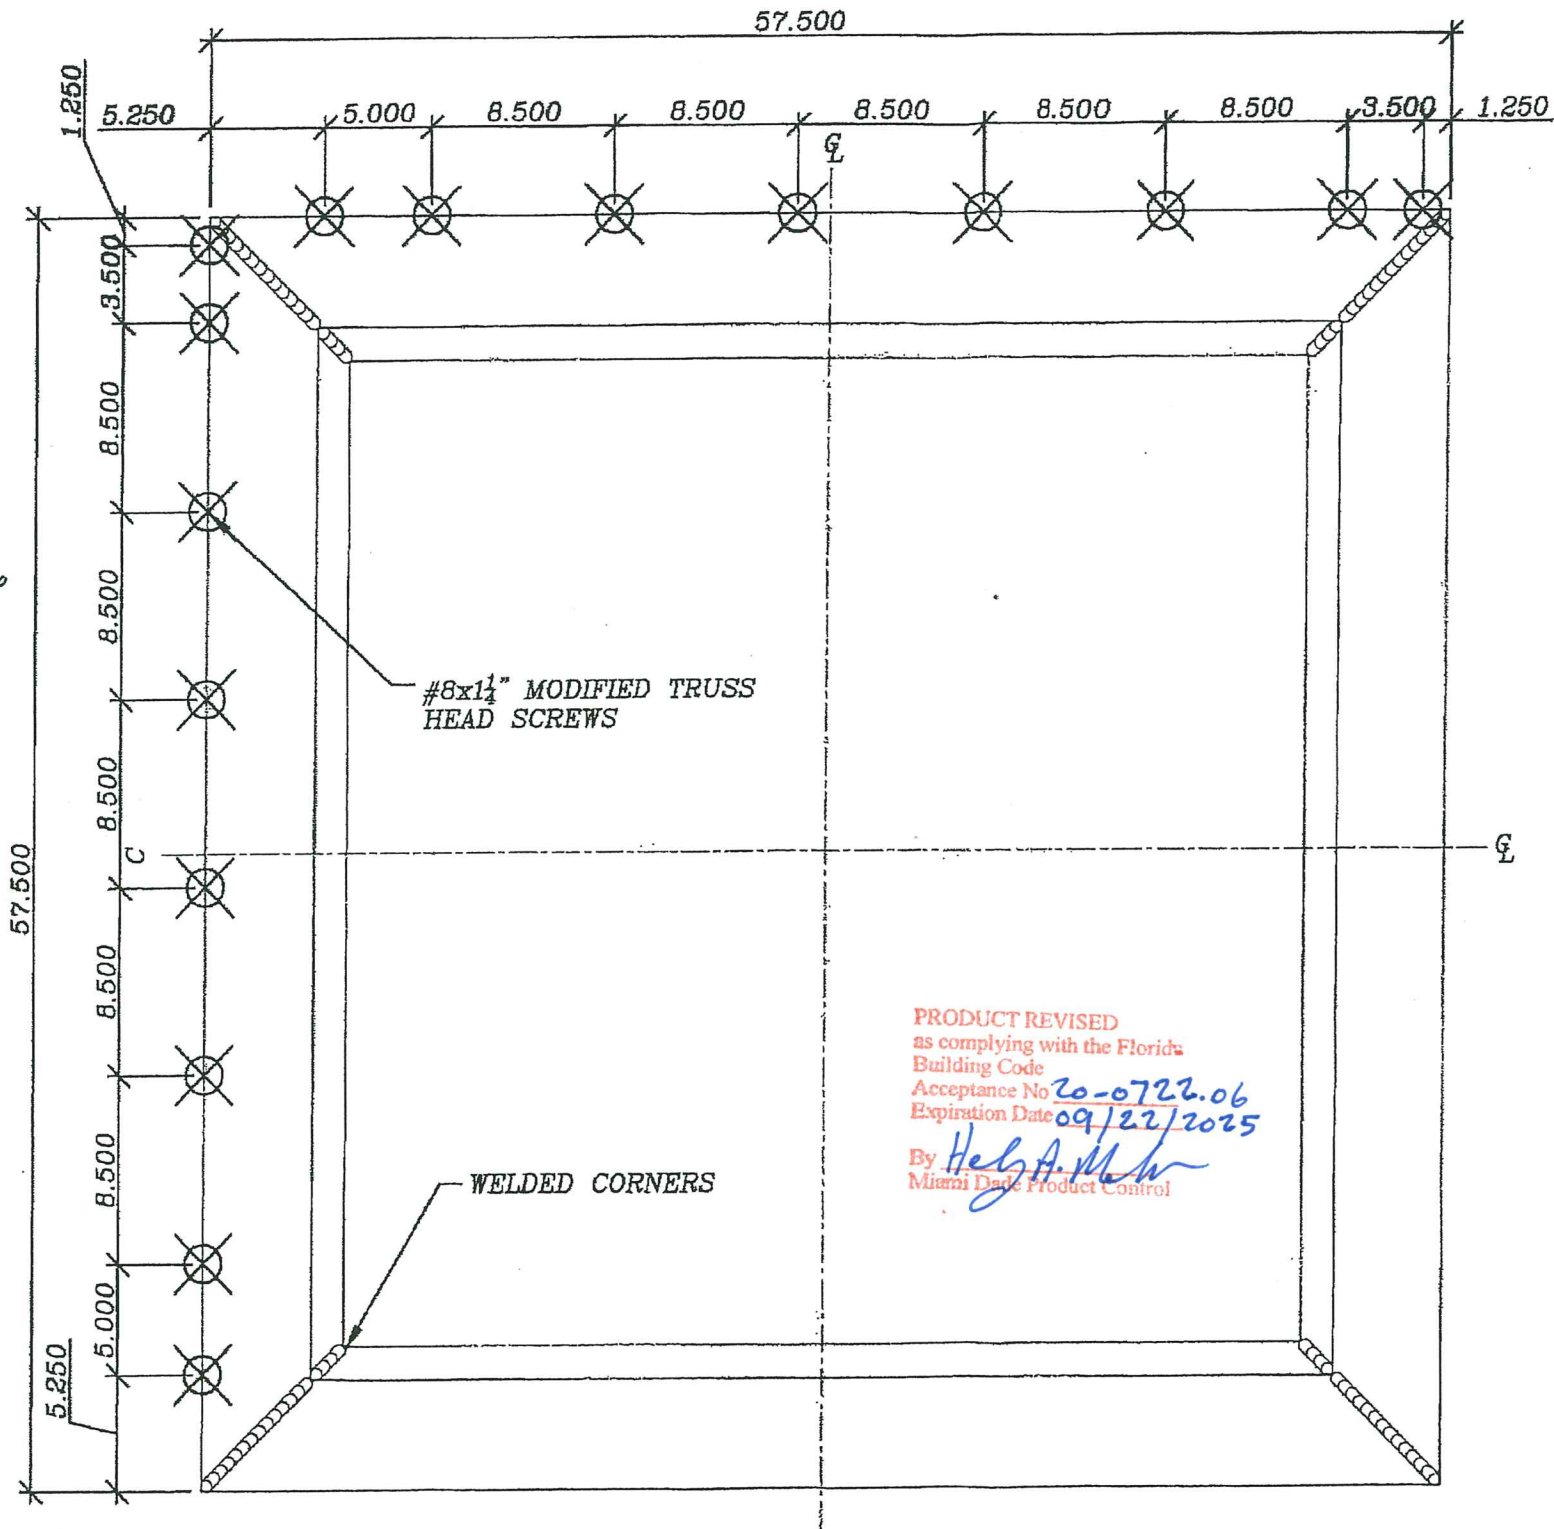 57.500
1.250
5.250 5.000 8.500 8.500 8.500 8.500 8.500 3.500 1.250
℄
3.500
8.500
8.500
#8x1¼" MODIFIED TRUSS
HEAD SCREWS
8.500
57.500
C
℄
8.500
PRODUCT REVISED
as complying with the Florida
Building Code
Acceptance No 20-0722.06
Expiration Date 09/22/2025
By
Miami Dade Product Control
8.500
WELDED CORNERS
5.000
5.250